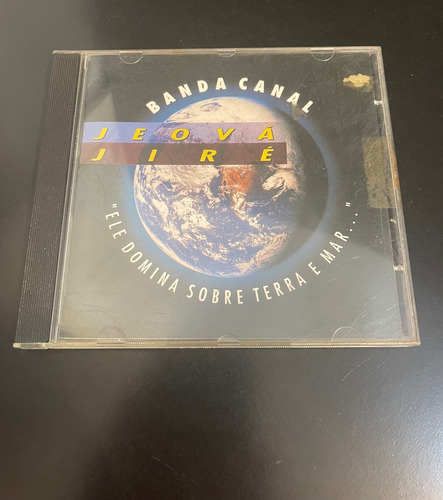 BANDA CANAL
JEOVÁ
JIRÉ
"ELE DOMINA SOBRE TERRA E MAR..."